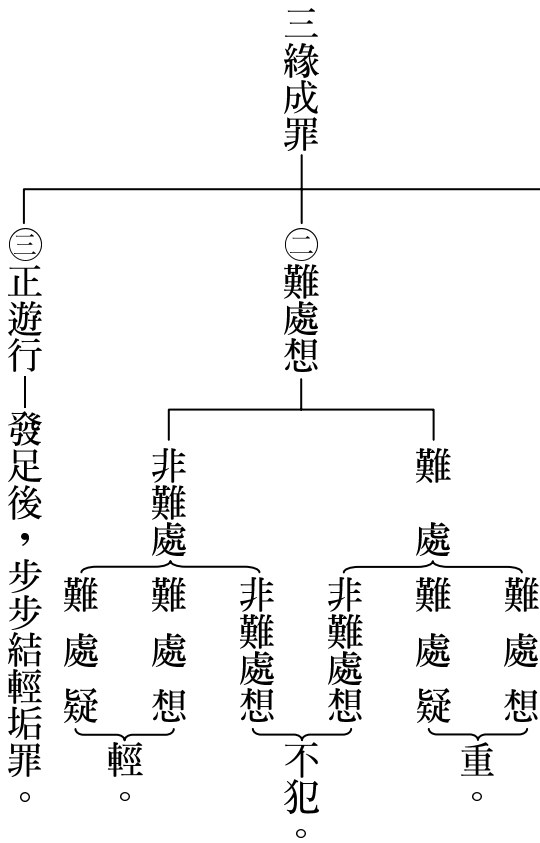 三緣成罪
㊁難處想
難處
難處想
難處疑
非難處想
重。
非難處
非難處想
難處想
難處疑
不犯。
輕。
㊂正遊行—發足後，步步結輕垢罪。